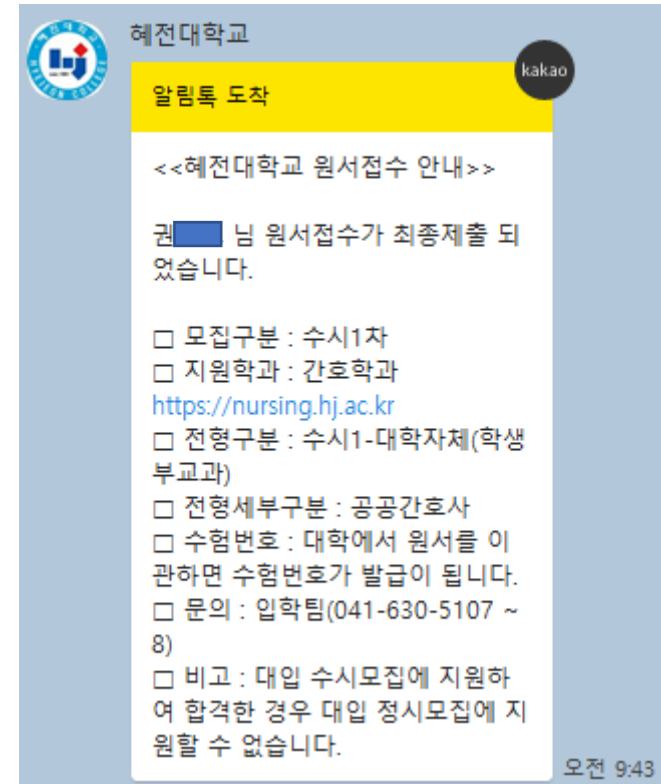 혜전대학교
kakao
알림톡 도착
<<혜전대학교 원서접수 안내>>
권 님 원서접수가 최종제출 되
었습니다.
□ 모집구분 : 수시1차
□ 지원학과 : 간호학과
https://nursing.hj.ac.kr
□ 전형구분 : 수시1-대학자체(학생
부교과)
□ 전형세부구분 : 공공간호사
□ 수험번호 : 대학에서 원서를 이
관하면 수험번호가 발급이 됩니다.
□ 문의 : 입학팀(041-630-5107 ~
8)
□ 비고 : 대입 수시모집에 지원하
여 합격한 경우 대입 정시모집에 지
원할 수 없습니다.
오전 9:43